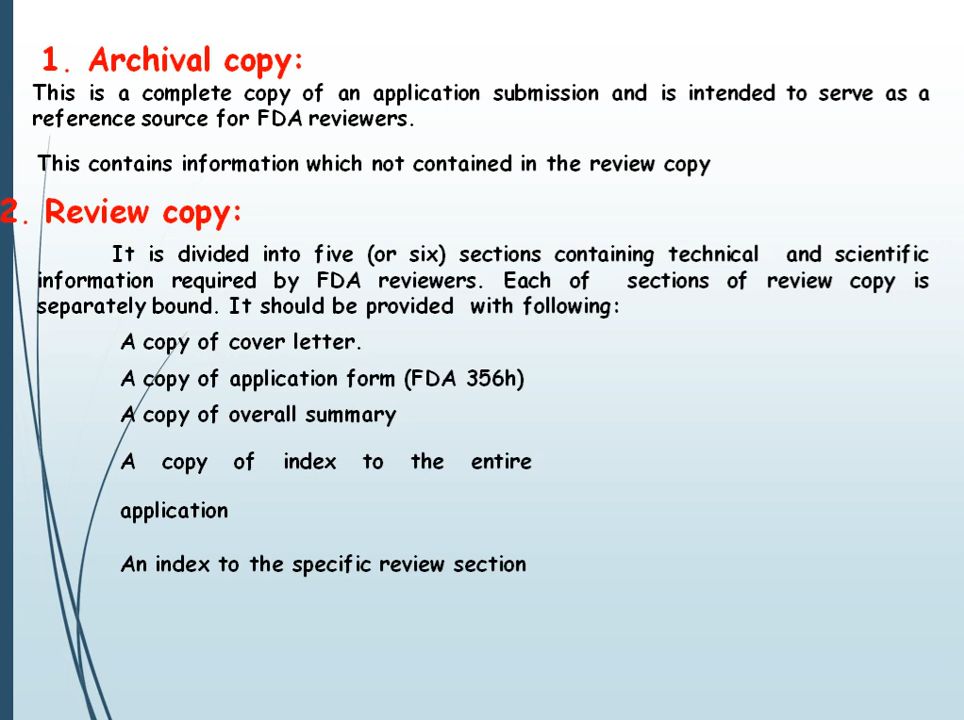 1. Archival copy:
This is a complete copy of an application submission and is intended to serve as a
reference source for FDA reviewers.
This contains information which not contained in the review copy
2. Review copy:
It is divided into five (or six) sections containing technical and scientific
information required by FDA reviewers. Each of sections of review copy is
separately bound. It should be provided with following:
A copy of cover letter.
A copy of application form (FDA 356h)
A copy of overall summary
A copy of index to the entire
application
An index to the specific review section